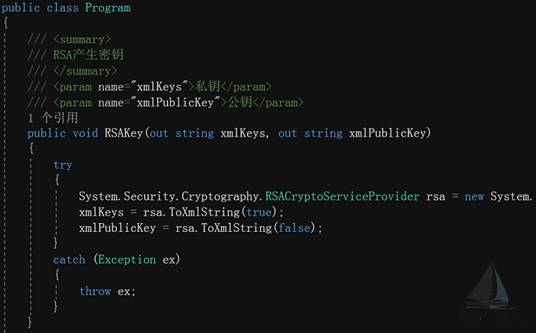 public class Program
{
/// <summary>
/// RSA产生密钥
/// </summary>
/// <param name="xmlKeys">私钥</param>
/// <param name="xmlPublicKey">公钥</param>
1 个引用
public void RSAKey(out string xmlKeys, out string xmlPublicKey)
{
try
{
System.Security.Cryptography.RSACryptoServiceProvider rsa = new System.
xmlKeys = rsa.ToXmlString(true);
xmlPublicKey = rsa.ToXmlString(false);
}
catch (Exception ex)
{
throw ex;
}
}